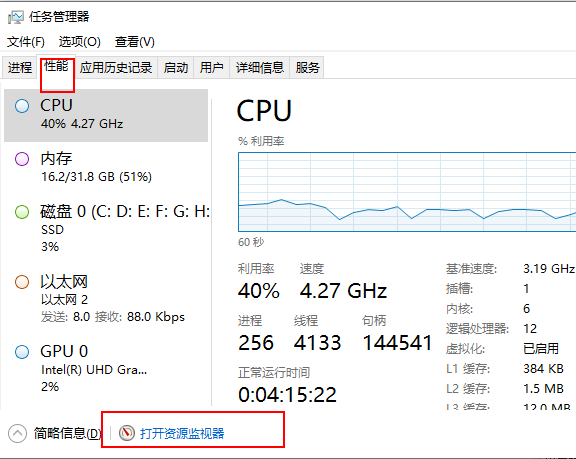 任务管理器
文件(F) 选项(O) 查看(V)
进程 性能 应用历史记录 启动 用户 详细信息 服务
CPU
40% 4.27 GHz
内存
16.2/31.8 GB (51%)
磁盘 0 (C: D: E: F: G: H:
SSD
3%
以太网
以太网 2
发送: 8.0 接收: 88.0 Kbps
GPU 0
Intel(R) UHD Gra...
2%
CPU
% 利用率
60 秒
利用率 速度
40% 4.27 GHz
进程 线程 句柄
256 4133 144541
正常运行时间
0:04:15:22
基准速度: 3.19 GHz
插槽: 1
内核: 6
逻辑处理器: 12
虚拟化: 已启用
L1 缓存: 384 KB
L2 缓存: 1.5 MB
L3 缓存: 12.0 MB
简略信息(D) 打开资源监视器